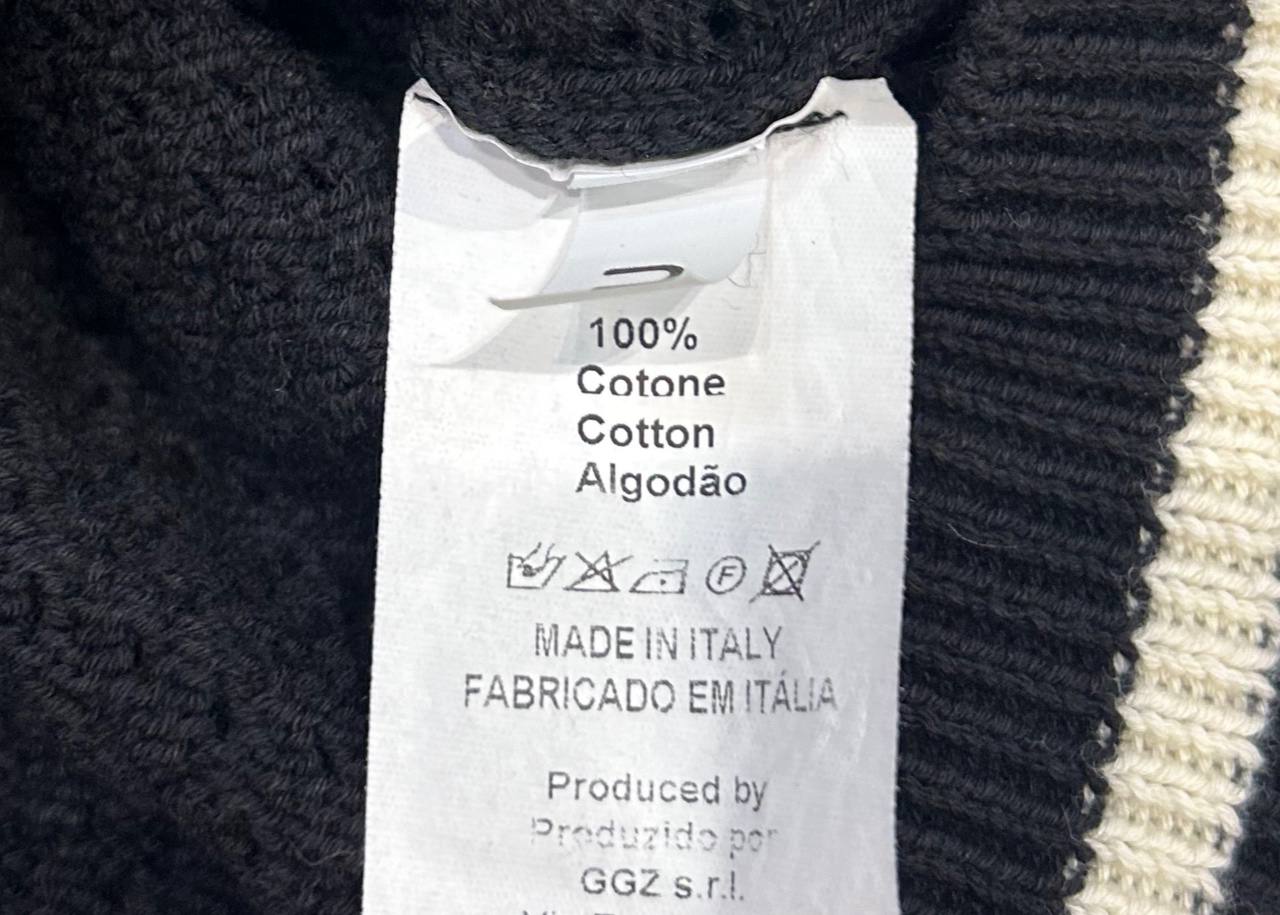 100%
Cotone
Cotton
Algodão
F
MADE IN ITALY
FABRICADO EM ITÁLIA
Produced by
Produzido por
GGZ s.r.l.